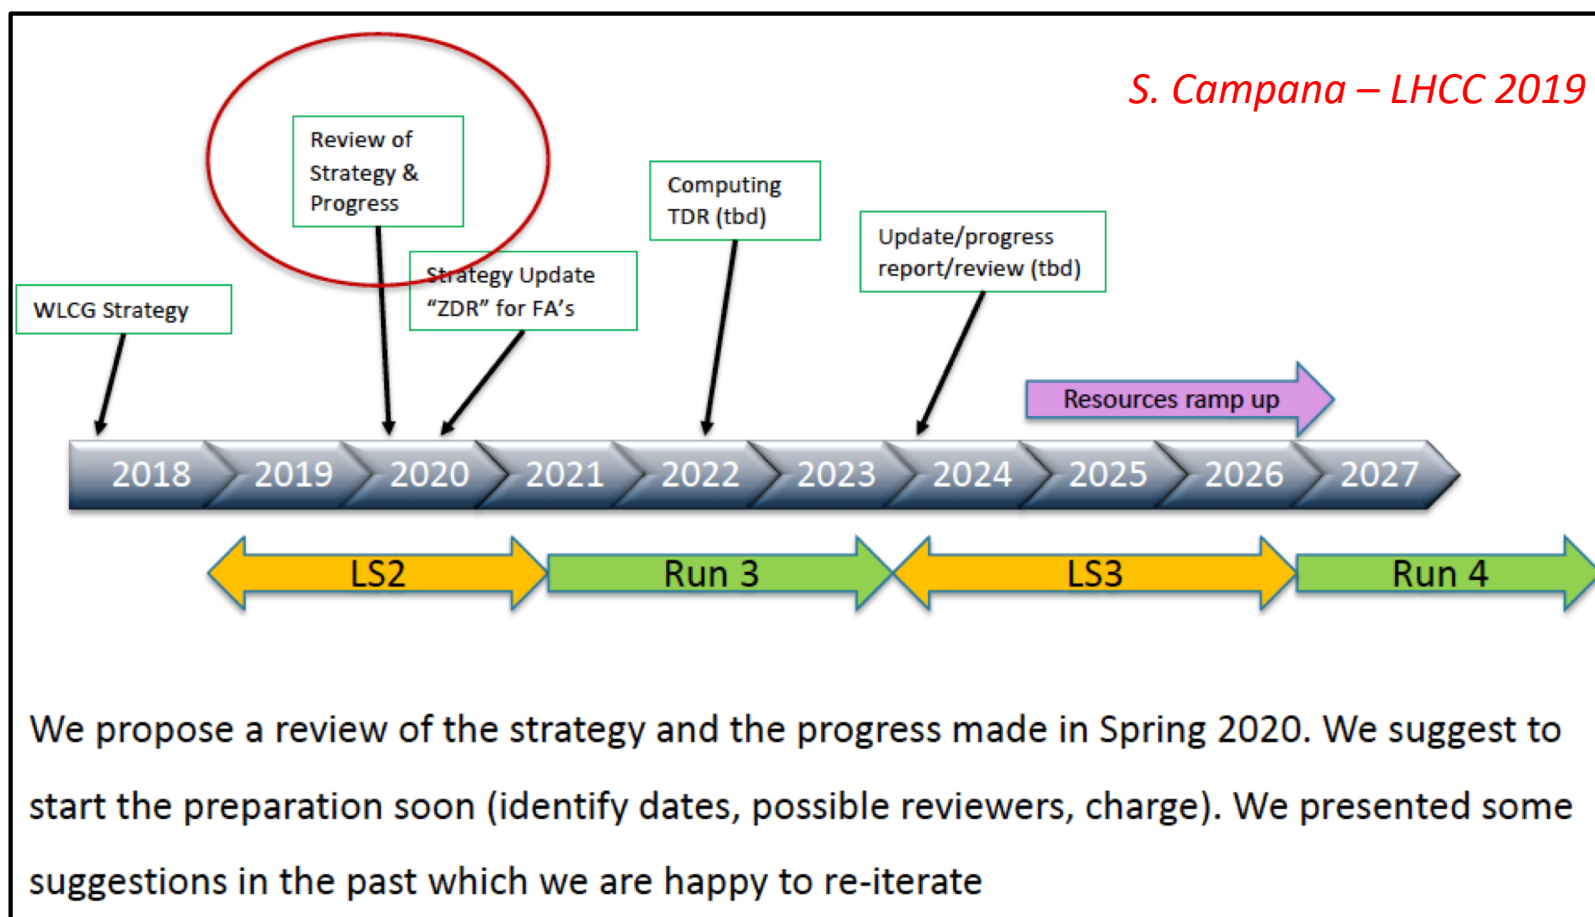 S. Campana – LHCC 2019
Review of
Strategy &
Progress
Computing
TDR (tbd)
Update/progress
report/review (tbd)
Strategy Update
“ZDR” for FA’s
WLCG Strategy
Resources ramp up
2018 2019 2020 2021 2022 2023 2024 2025 2026 2027
LS2 Run 3 LS3 Run 4
We propose a review of the strategy and the progress made in Spring 2020. We suggest to
start the preparation soon (identify dates, possible reviewers, charge). We presented some
suggestions in the past which we are happy to re-iterate